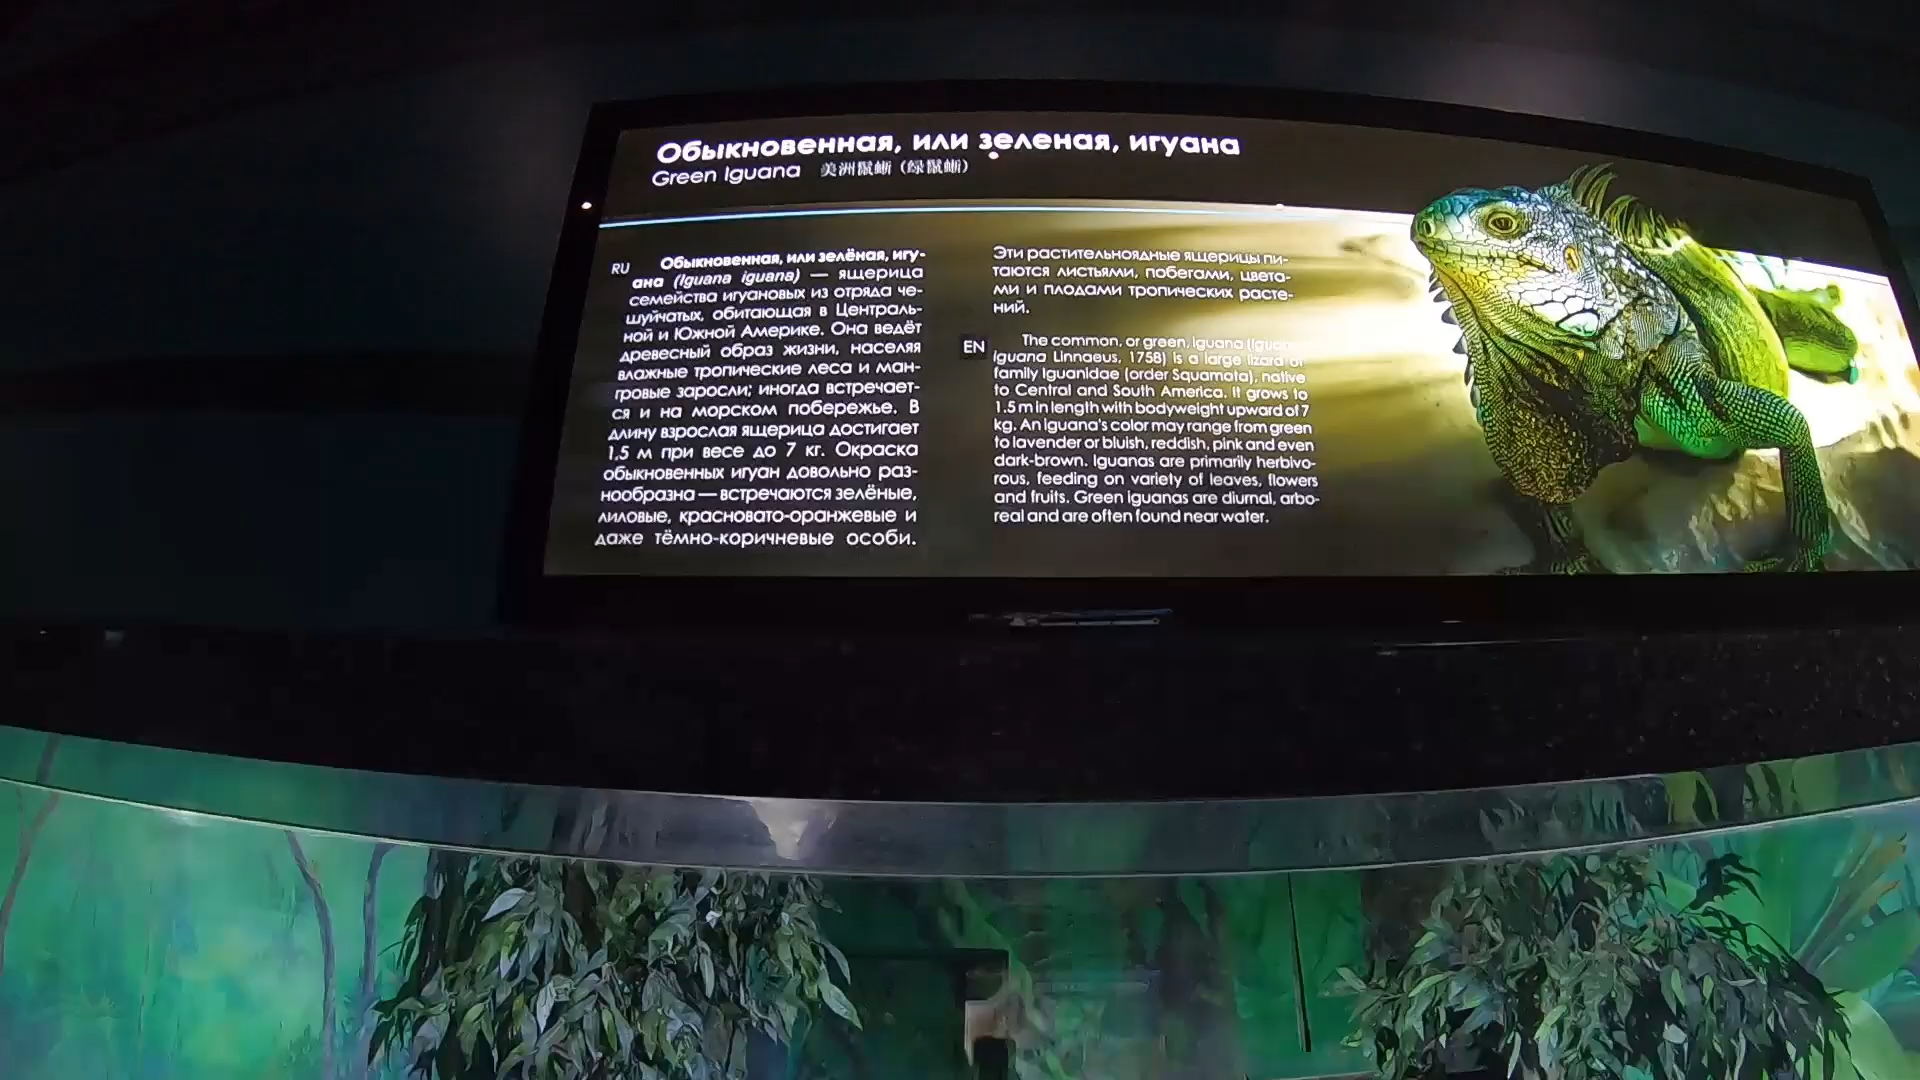 Обыкновенная, или зеленая, игуана
Green Iguana 美洲鬣蜥（绿鬣蜥）
RU Обыкновенная, или зелёная, игу-
ана (Iguana iguana) — ящерица
семейства игуановых из отряда че-
шуйчатых, обитающая в Централь-
ной и Южной Америке. Она ведёт
древесный образ жизни, населяя
влажные тропические леса и ман-
гровые заросли; иногда встречает-
ся и на морском побережье. В
длину взрослая ящерица достигает
1,5 м при весе до 7 кг. Окраска
обыкновенных игуан довольно раз-
нообразна — встречаются зелёные,
лиловые, красновато-оранжевые и
даже тёмно-коричневые особи.
Эти растительноядные ящерицы пи-
таются листьями, побегами, цвета-
ми и плодами тропических расте-
ний.
EN The common, or green, iguana (Iguana
iguana Linnaeus, 1758) is a large lizard of
family Iguanidae (order Squamata), native
to Central and South America. It grows to
1.5 m in length with bodyweight upward of 7
kg. An iguana's color may range from green
to lavender or bluish, reddish, pink and even
dark-brown. Iguanas are primarily herbivo-
rous, feeding on variety of leaves, flowers
and fruits. Green iguanas are diurnal, arbo-
real and are often found near water.